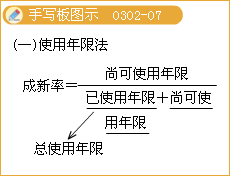 手写板图示 0302-07
(一)使用年限法
成新率=尚可使用年限
已使用年限+尚可使
用年限
总使用年限